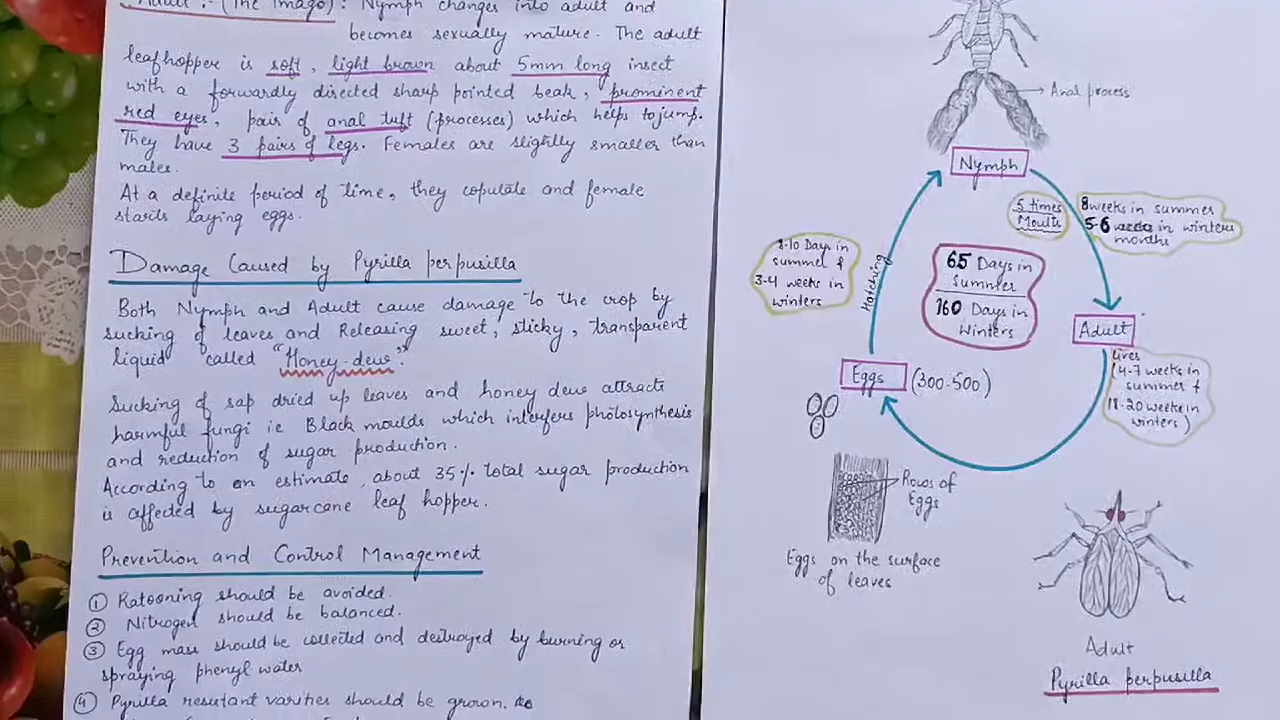 Adult :- (The Imago) : Nymph changes into adult and
becomes sexually mature. The adult
leafhopper is soft, light brown about 5mm long insect
with a forwardly directed sharp pointed beak, prominent
red eyes, pair of anal tuft (processes) which helps to jump.
They have 3 pairs of legs. Females are slightly smaller than
males.
At a definite period of time, they copulate and female
starts laying eggs.
Damage Caused by Pyrilla perpusilla
Both Nymph and Adult cause damage to the crop by
sucking of leaves and Releasing sweet, sticky, transparent
liquid called "Honey-dew."
Sucking of sap dried up leaves and honey dew attracts
harmful fungi ie Black moulds which interfers photosynthesis
and reduction of sugar production.
According to an estimate, about 35% total sugar production
is affected by sugarcane leaf hopper.
Prevention and Control Management
① Ratooning should be avoided.
② Nitrogen should be balanced.
③ Egg mass should be collected and destroyed by burning or
spraying phenyl water
④ Pyrilla resistant varities should be grown.
Anal process
Nymph
5 times
Moults
8 weeks in summer
5-6 in winters
months
8-10 Days in
summer &
3-4 weeks in
winters
Hatching
65 Days in
Summer
160 Days in
Winters
Adult
lives
(4-7 weeks in
summer &
18-20 weeks in
winters)
Eggs (300-500)
Rows of
Eggs
Eggs on the surface
of leaves
Adult
Pyrilla perpusilla